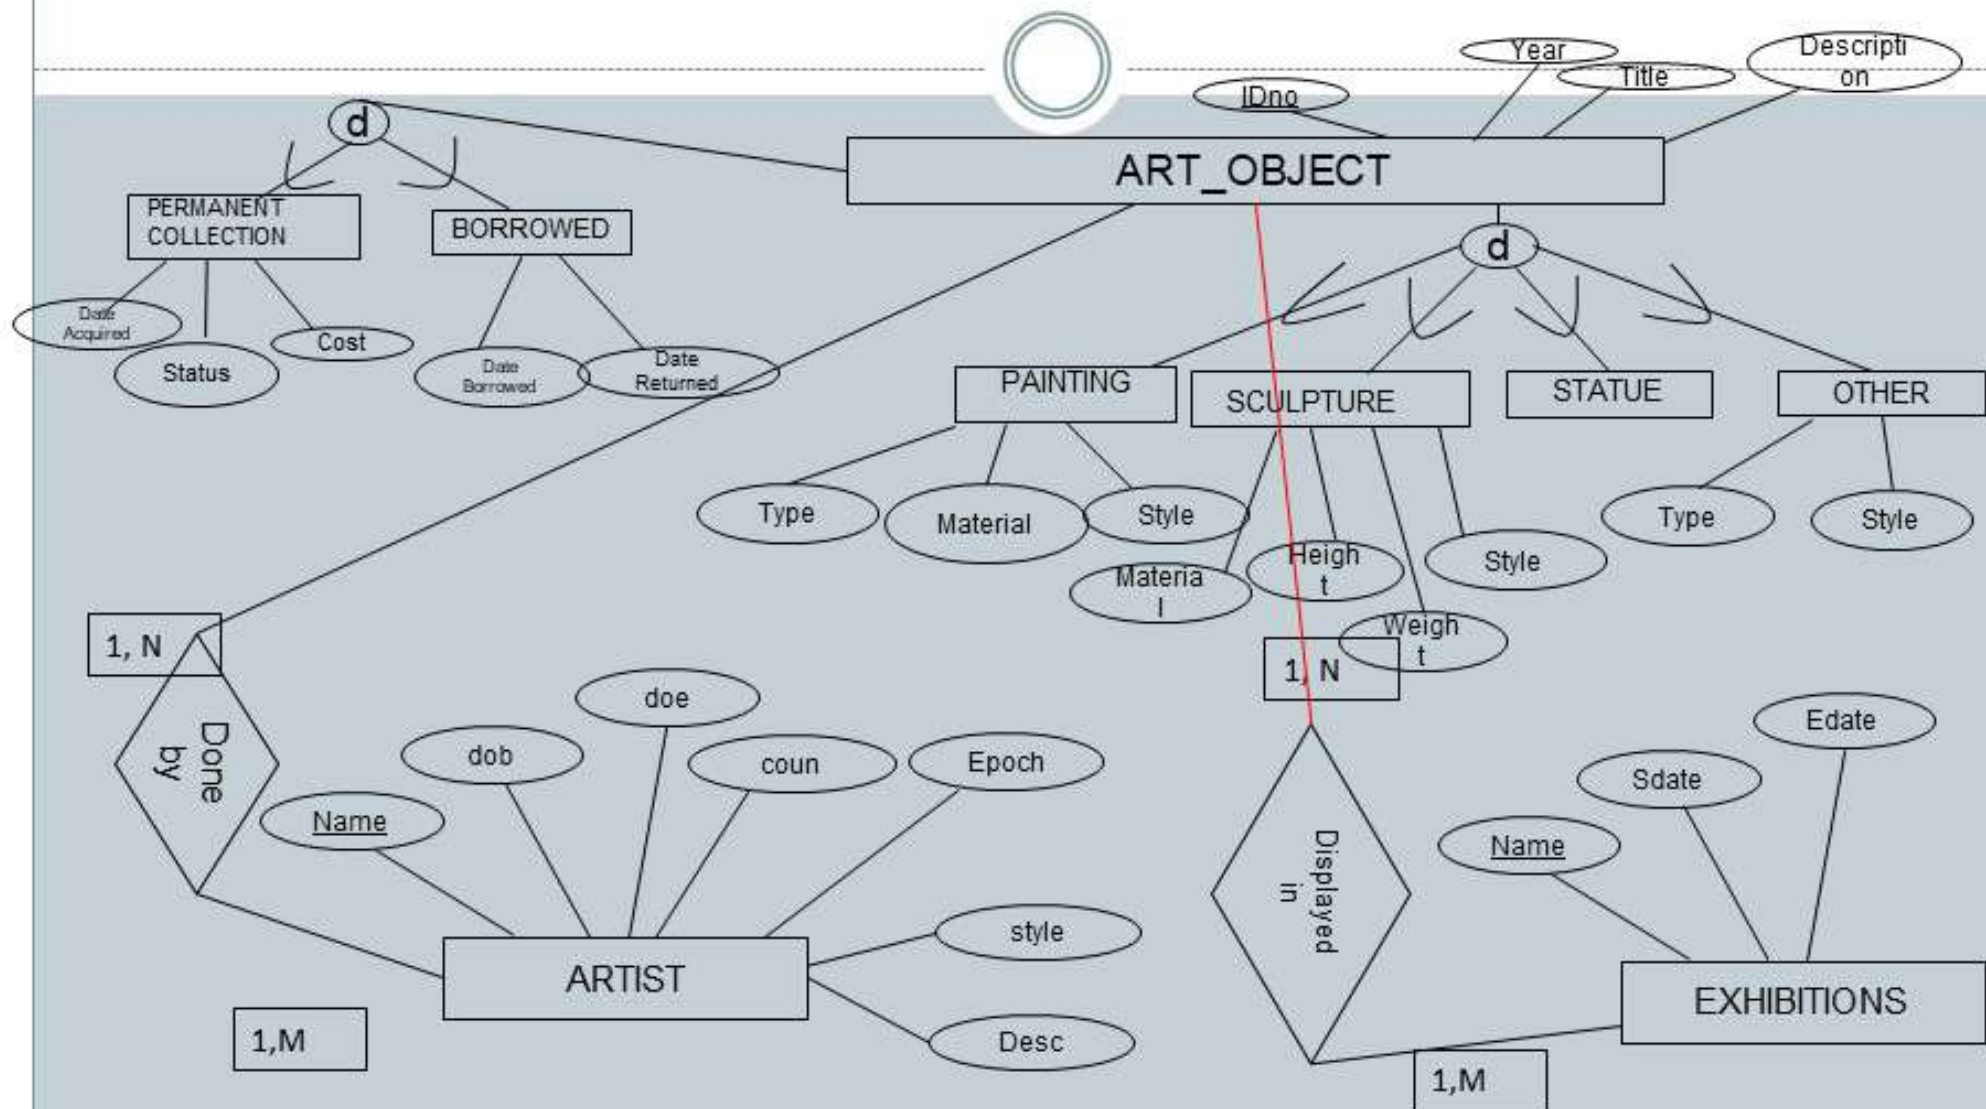 Year
Title
Descripti
on
IDno
d
ART_OBJECT
PERMANENT
COLLECTION
BORROWED
d
Date
Acquired
Status
Cost
Date
Borrowed
Date
Returned
PAINTING
SCULPTURE
STATUE
OTHER
Type
Material
Style
Materia
l
Heigh
t
Weigh
t
Style
Type
Style
1, N
Done
by
1, N
Displayed
in
Name
dob
doe
coun
Epoch
style
Desc
ARTIST
1,M
Name
Sdate
Edate
EXHIBITIONS
1,M